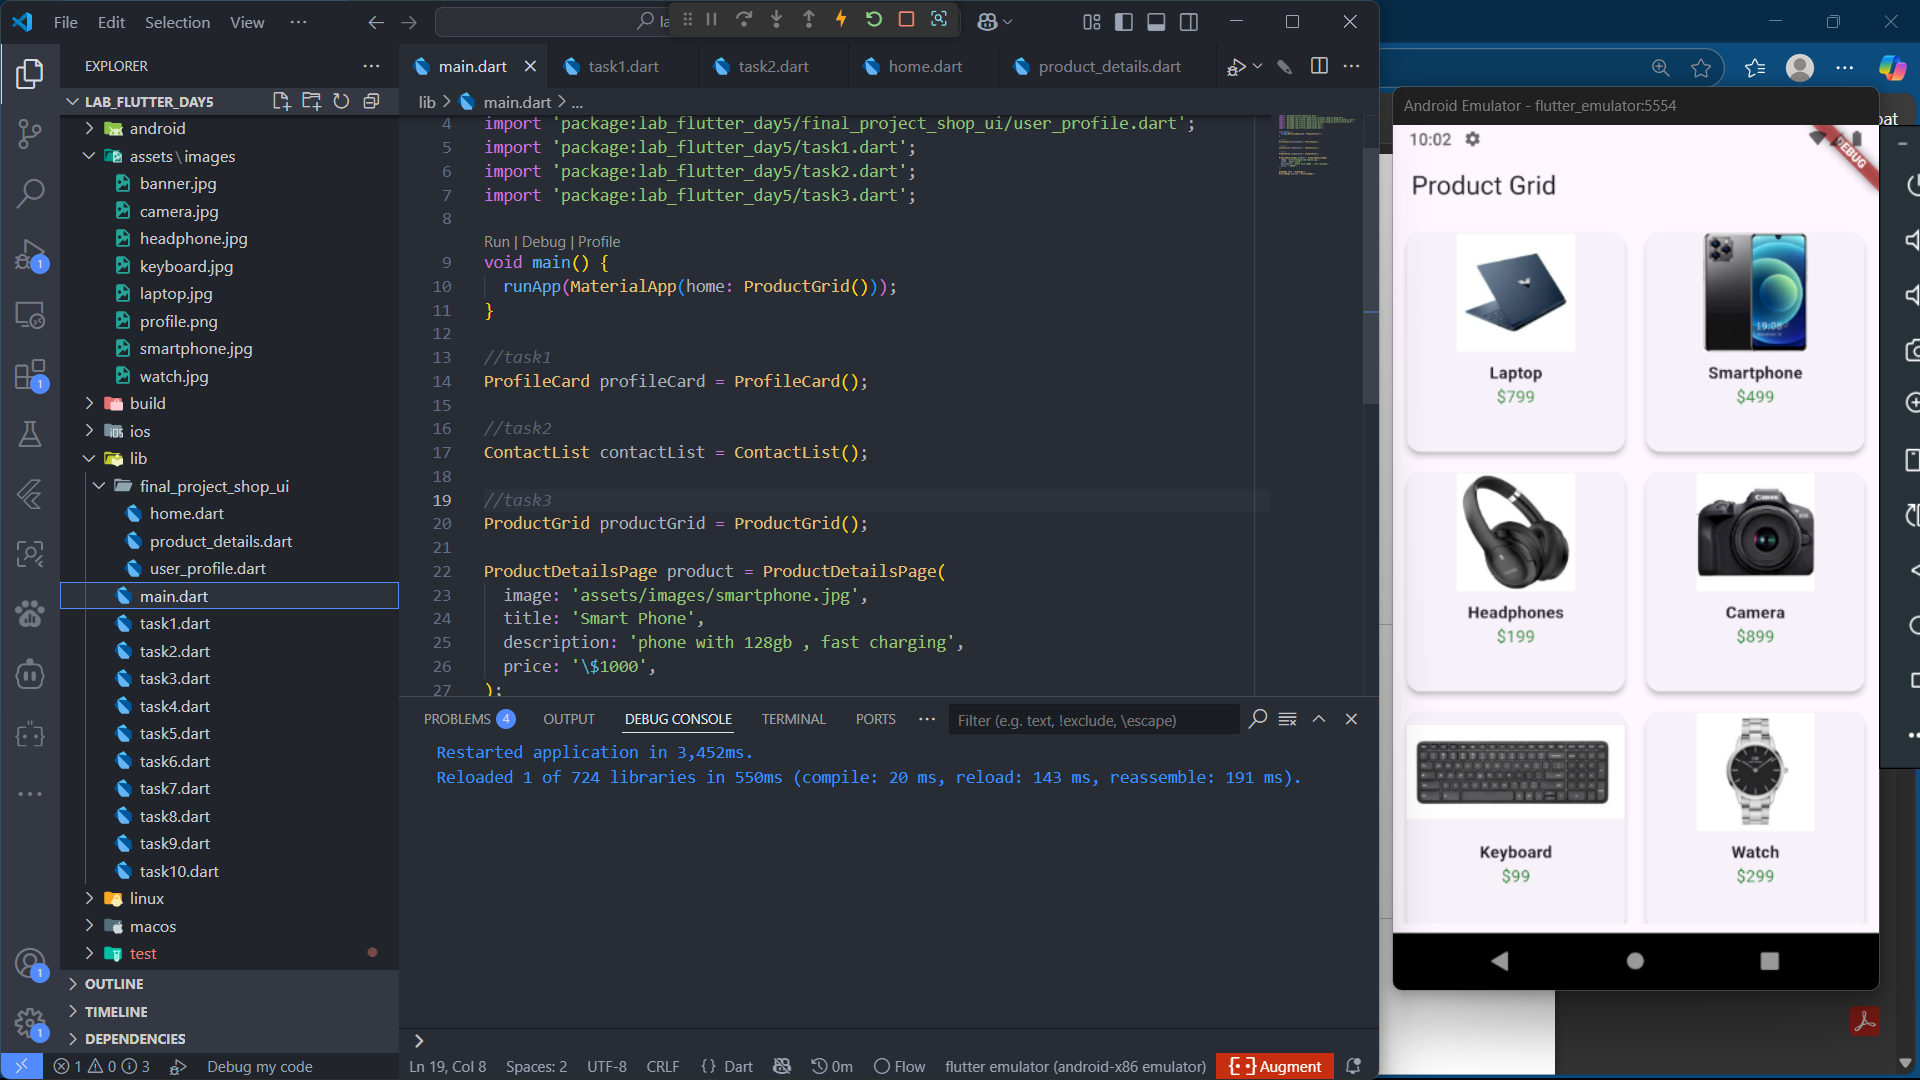 File Edit Selection View
EXPLORER
LAB_FLUTTER_DAY5
android
assets\images
banner.jpg
camera.jpg
headphone.jpg
keyboard.jpg
laptop.jpg
profile.png
smartphone.jpg
watch.jpg
build
ios
lib
final_project_shop_ui
home.dart
product_details.dart
user_profile.dart
main.dart
task1.dart
task2.dart
task3.dart
task4.dart
task5.dart
task6.dart
task7.dart
task8.dart
task9.dart
task10.dart
linux
macos
test
OUTLINE
TIMELINE
DEPENDENCIES
1
1
1
1
main.dart task1.dart task2.dart home.dart product_details.dart
lib > main.dart > ...
4 import 'package:lab_flutter_day5/final_project_shop_ui/user_profile.dart';
5 import 'package:lab_flutter_day5/task1.dart';
6 import 'package:lab_flutter_day5/task2.dart';
7 import 'package:lab_flutter_day5/task3.dart';
8
Run | Debug | Profile
9 void main() {
10 runApp(MaterialApp(home: ProductGrid()));
11 }
12
13 //task1
14 ProfileCard profileCard = ProfileCard();
15
16 //task2
17 ContactList contactList = ContactList();
18
19 //task3
20 ProductGrid productGrid = ProductGrid();
21
22 ProductDetailsPage product = ProductDetailsPage(
23 image: 'assets/images/smartphone.jpg',
24 title: 'Smart Phone',
25 description: 'phone with 128gb , fast charging',
26 price: '\$1000',
27 );
PROBLEMS 4 OUTPUT DEBUG CONSOLE TERMINAL PORTS
Filter (e.g. text, !exclude, \escape)
Restarted application in 3,452ms.
Reloaded 1 of 724 libraries in 550ms (compile: 20 ms, reload: 143 ms, reassemble: 191 ms).
1 0 3 Debug my code Ln 19, Col 8 Spaces: 2 UTF-8 CRLF {} Dart 0m Flow flutter emulator (android-x86 emulator) Augment
Android Emulator - flutter_emulator:5554
10:02
DEBUG
Product Grid
Laptop
$799
Smartphone
$499
19:08
Headphones
$199
Canon
Camera
$899
Keyboard
$99
Watch
$299